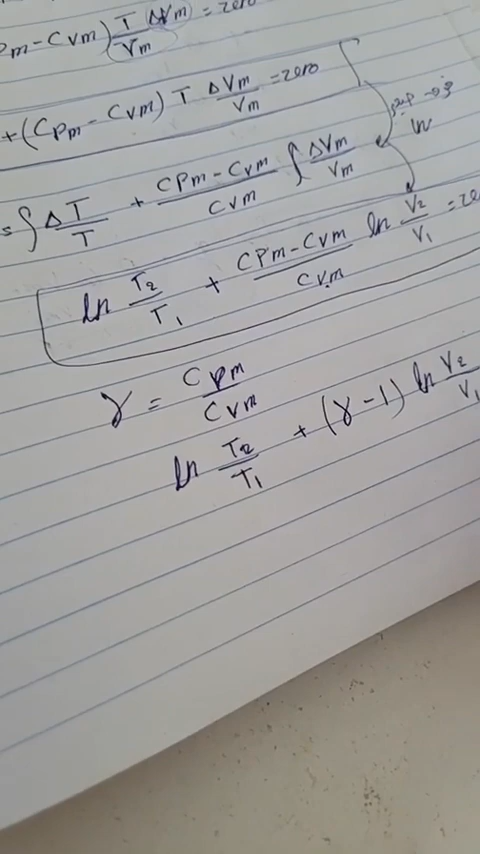 Pm - CVm) T ΔVm / Vm = zero
+ (CPm - CVm) T ΔVm / Vm = zero
= ∫ ΔT / T + CPm - CVm / CVm ∫ ΔVm / Vm
ln T2 / T1 + CPm - CVm / CVm ln V2 / V1 = ze
γ = CPm / CVm
ln T2 / T1 + (γ - 1) ln V2 / V1